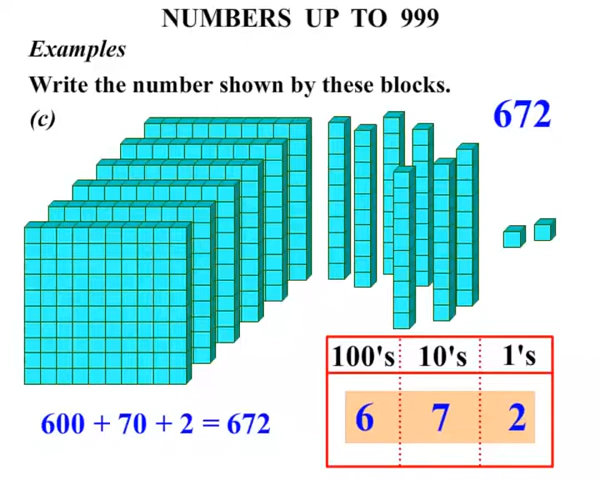 NUMBERS UP TO 999
Examples
Write the number shown by these blocks.
(c)
672
100's 10's 1's
6 7 2
600 + 70 + 2 = 672